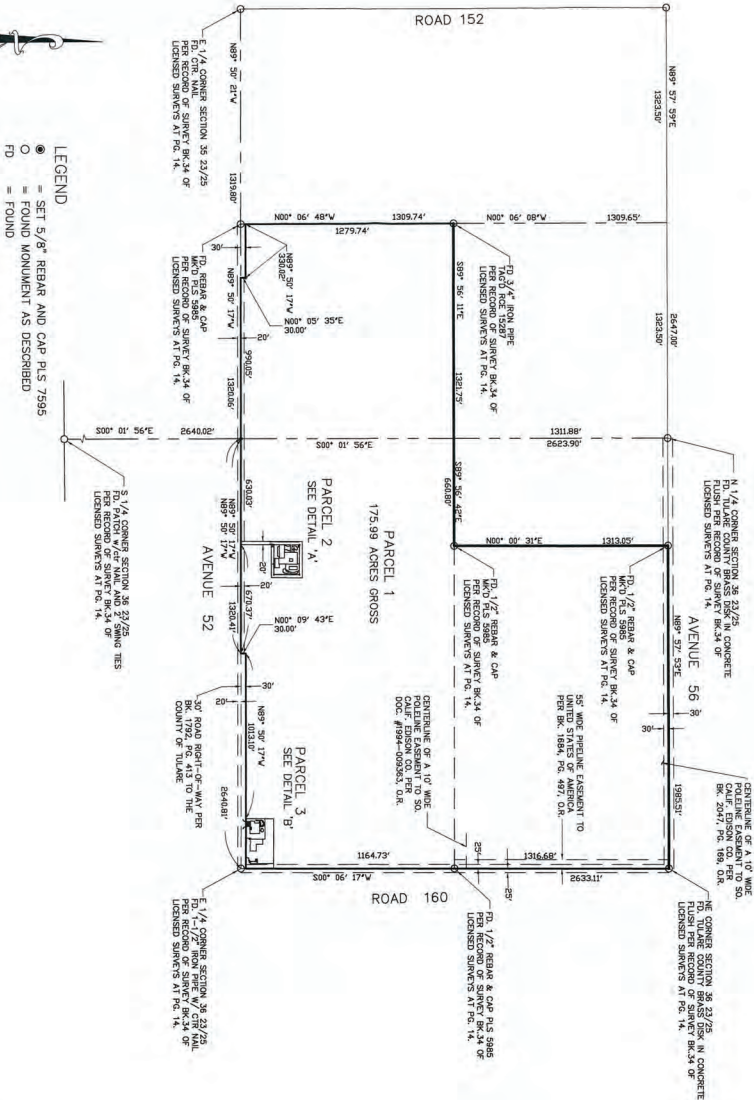 ROAD 152
N89° 57' 59"E
1323.50'
2647.00'
1323.50'
N89° 50' 21"W
1319.80'
E 1/4 CORNER SECTION 35 23/25
FD. CTR. NAIL
PER RECORD OF SURVEY BK.34 OF
LICENSED SURVEYS AT PG. 14.
N00° 06' 48"W
1309.74'
1279.74'
N00° 06' 08"W
1309.65'
FD 3/4" IRON PIPE
TAG'D RCE 15287
PER RECORD OF SURVEY BK.34 OF
LICENSED SURVEYS AT PG. 14.
30'
N89° 50' 17"W
330.02'
N00° 05' 35"E
30.00'
FD. REBAR & CAP
MK'D PLS 5985
PER RECORD OF SURVEY BK.34 OF
LICENSED SURVEYS AT PG. 14.
N89° 50' 17"W
20'
990.05'
1320.06'
S89° 56' 11"E
1321.75'
1311.88'
2623.90'
N 1/4 CORNER SECTION 36 23/25
FD. TULARE COUNTY BRASS DISK IN CONCRETE
FLUSH PER RECORD OF SURVEY BK.34 OF
LICENSED SURVEYS AT PG. 14.
S00° 01' 56"E
2640.02'
S00° 01' 56"E
S 1/4 CORNER SECTION 36 23/25
FD. PATCH w/ctr NAIL AND 2" SWING TIES
PER RECORD OF SURVEY BK.34 OF
LICENSED SURVEYS AT PG. 14.
630.03'
N89° 50' 17"W
N89° 50' 17"W
PARCEL 2
SEE DETAIL 'A'
PARCEL 1
175.99 ACRES GROSS
S89° 56' 42"E
660.80'
N00° 00' 31"E
1313.05'
FD. 1/2" REBAR & CAP
MK'D PLS 5985
PER RECORD OF SURVEY BK.34 OF
LICENSED SURVEYS AT PG. 14.
FD. 1/2" REBAR & CAP
MK'D PLS 5985
PER RECORD OF SURVEY BK.34 OF
LICENSED SURVEYS AT PG. 14.
AVENUE 56
N89° 57' 53"E
30'
30'
1985.51'
AVENUE 52
20'
20'
670.37'
1320.41'
N00° 09' 43"E
30.00'
30'
20'
N89° 50' 17"W
1013.10'
2640.81'
30' ROAD RIGHT-OF-WAY PER
BK. 1792, PG. 413 TO THE
COUNTY OF TULARE
PARCEL 3
SEE DETAIL 'B'
CENTERLINE OF A 10' WIDE
POLELINE EASEMENT TO SO.
CALIF. EDISON CO. PER
DOC. #1994-009363, O.R.
55' WIDE PIPELINE EASEMENT TO
UNITED STATES OF AMERICA
PER BK. 1684, PG. 497, O.R.
CENTERLINE OF A 10' WIDE
POLELINE EASEMENT TO SO.
CALIF. EDISON CO. PER
BK. 2047, PG. 169, O.R.
1164.73'
S00° 06' 17"W
25'
25'
1316.68'
2633.11'
ROAD 160
NE CORNER SECTION 36 23/25
FD. TULARE COUNTY BRASS DISK IN CONCRETE
FLUSH PER RECORD OF SURVEY BK.34 OF
LICENSED SURVEYS AT PG. 14.
FD. 1/2" REBAR & CAP PLS 5985
PER RECORD OF SURVEY BK.34 OF
LICENSED SURVEYS AT PG. 14.
E 1/4 CORNER SECTION 36 23/25
FD. 1-1/2" IRON PIPE W/ CTR NAIL
PER RECORD OF SURVEY BK.34 OF
LICENSED SURVEYS AT PG. 14.
LEGEND
= SET 5/8" REBAR AND CAP PLS 7595
= FOUND MONUMENT AS DESCRIBED
FD = FOUND